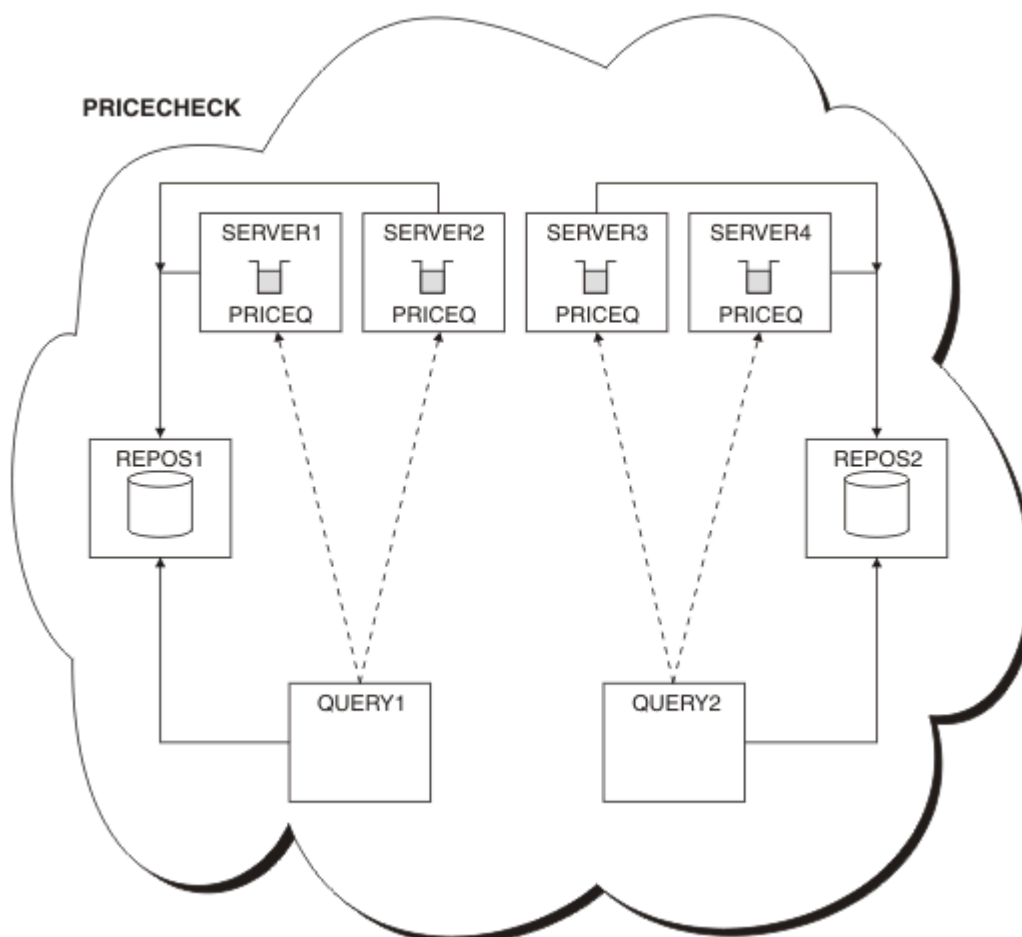 PRICECHECK
SERVER1
SERVER2
SERVER3
SERVER4
PRICEQ
PRICEQ
PRICEQ
PRICEQ
REPOS1
REPOS2
QUERY1
QUERY2